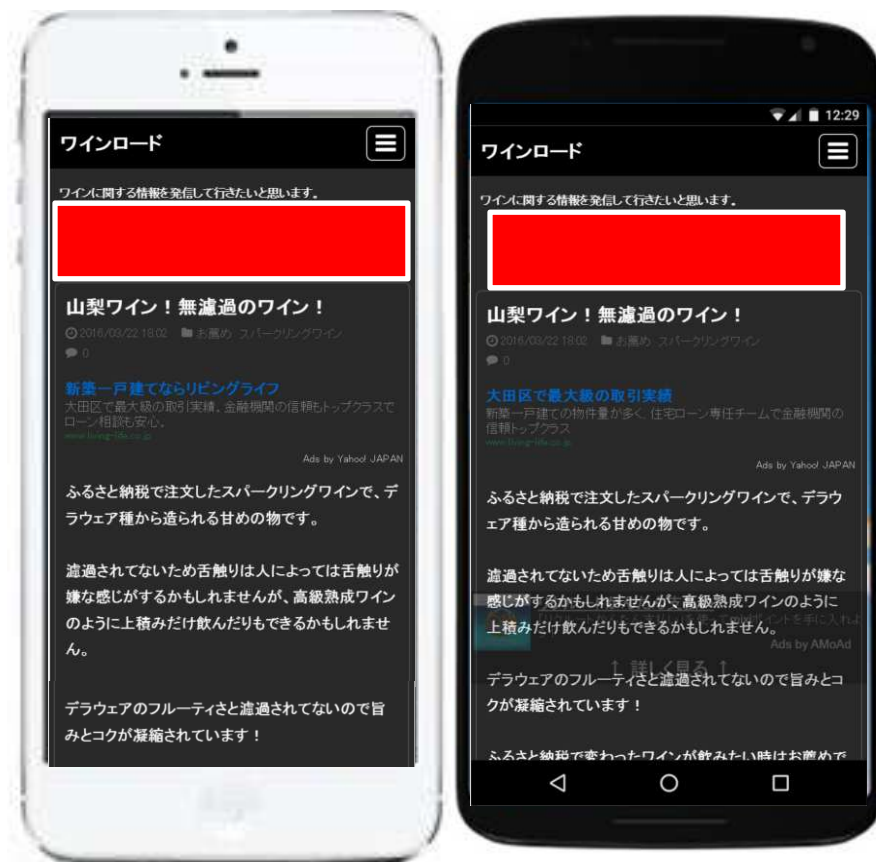 ワインロード
ワインに関する情報を発信して行きたいと思います。
山梨ワイン！無濾過のワイン！
2016/03/22 18:02 お薦め スパークリングワイン
0
新築一戸建てならリビングライフ
大田区で最大級の取引実績。金融機関の信頼もトップクラスで
ローン相談も安心。
www.living-life.co.jp
Ads by Yahoo! JAPAN
ふるさと納税で注文したスパークリングワインで、デ
ラウェア種から造られる甘めの物です。
濾過されてないため舌触りは人によっては舌触りが
嫌な感じがするかもしれませんが、高級熟成ワイン
のように上積みだけ飲んだりもできるかもしれませ
ん。
デラウェアのフルーティさと濾過されてないので旨
みとコクが凝縮されています！
12:29
ワインロード
ワインに関する情報を発信して行きたいと思います。
山梨ワイン！無濾過のワイン！
2016/03/22 18:02 お薦め スパークリングワイン
0
大田区で最大級の取引実績
新築一戸建ての物件量が多く、住宅ローン専任チームで金融機関の
信頼トップクラス
www.living-life.co.jp
Ads by Yahoo! JAPAN
ふるさと納税で注文したスパークリングワインで、デラウ
ェア種から造られる甘めの物です。
濾過されてないため舌触りは人によっては舌触りが嫌な
感じがするかもしれませんが、高級熟成ワインのように
上積みだけ飲んだりもできるかもしれません。
ポイントを手に入れよ
Ads by AMoAd
↑ 詳しく見る ↑
デラウェアのフルーティさと濾過されてないので旨みとコ
クが凝縮されています！
ふるさと納税で変わったワインが飲みたい時はお薦めで